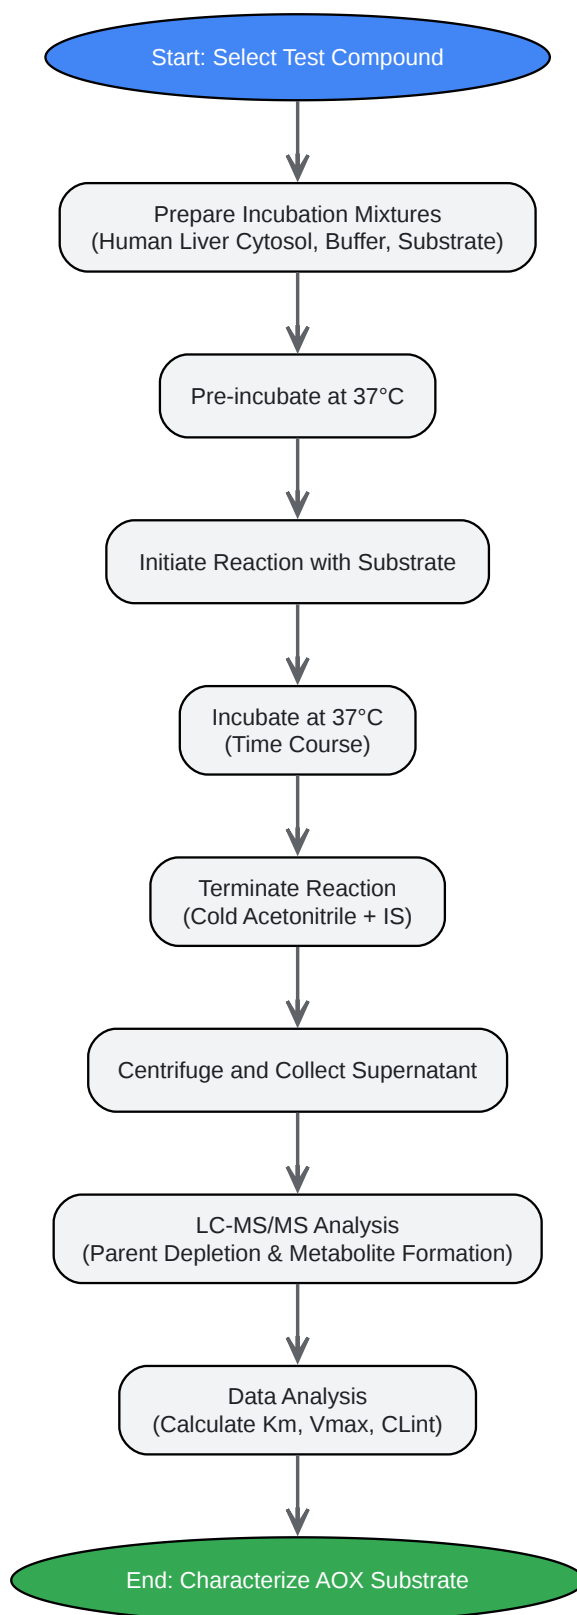 Start: Select Test Compound
Prepare Incubation Mixtures
(Human Liver Cytosol, Buffer, Substrate)
Pre-incubate at 37°C
Initiate Reaction with Substrate
Incubate at 37°C
(Time Course)
Terminate Reaction
(Cold Acetonitrile + IS)
Centrifuge and Collect Supernatant
LC-MS/MS Analysis
(Parent Depletion & Metabolite Formation)
Data Analysis
(Calculate Km, Vmax, CLint)
End: Characterize AOX Substrate